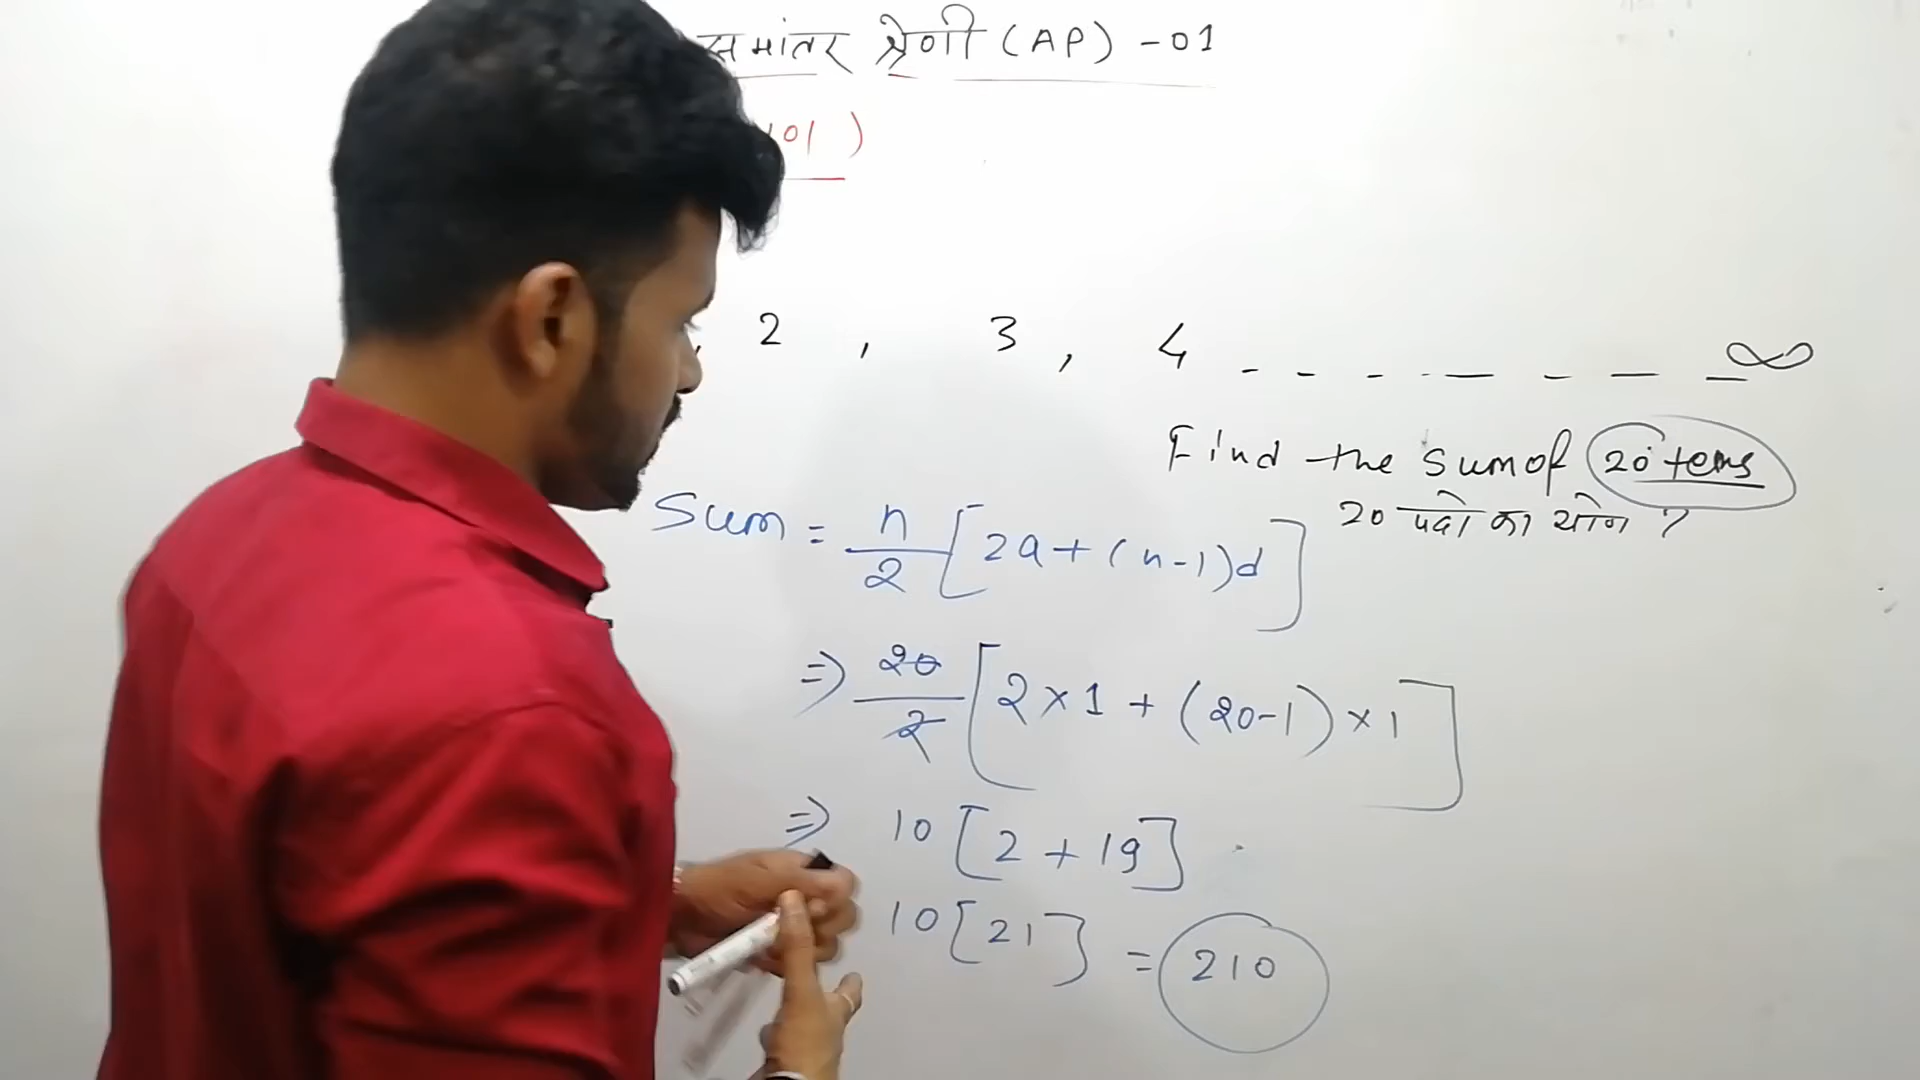 समांतर श्रेणी (AP) -01
01 )
, 2 , 3 , 4 _ _ _ _ _ _ _ _ ∞
Find the sum of 20 tems
20 पदो का योग ?
Sum = n/2 [2a + (n-1)d]
⇒ 20/2 [2×1 + (20-1)×1]
⇒ 10 [2 + 19]
10 [21] = 210